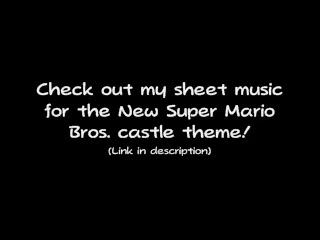 Check out my sheet music
for the New Super Mario
Bros. castle theme!
(Link in description)